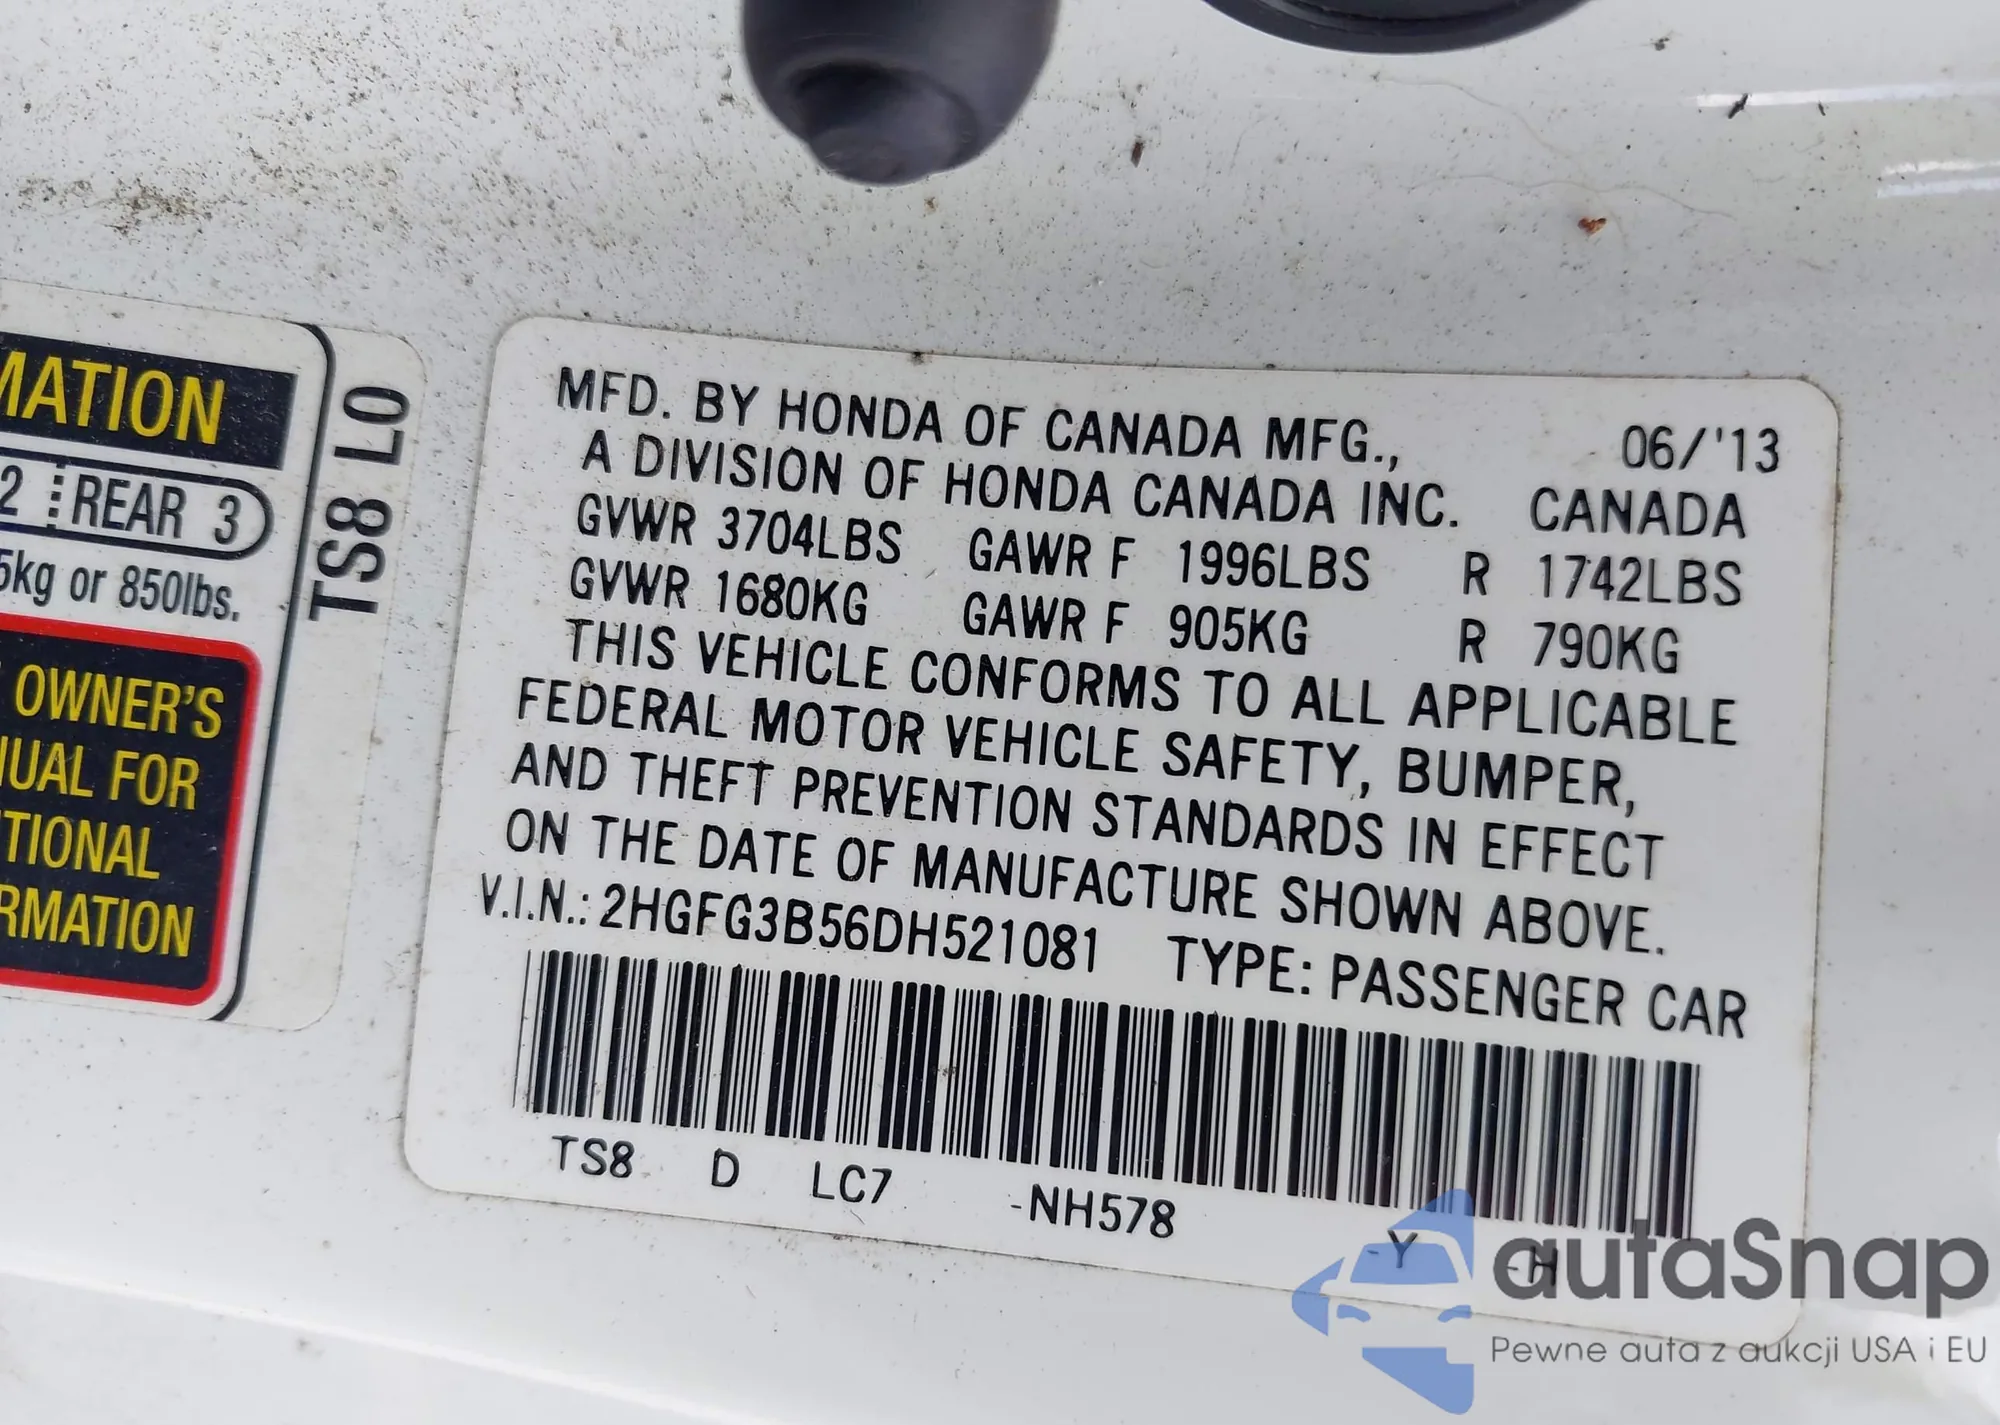 MATION
2 REAR 3
5kg or 850lbs.
OWNER'S
UAL FOR
TIONAL
RMATION
TS8 L0
MFD. BY HONDA OF CANADA MFG., 06/'13
A DIVISION OF HONDA CANADA INC. CANADA
GVWR 3704LBS GAWR F 1996LBS R 1742LBS
GVWR 1680KG GAWR F 905KG R 790KG
THIS VEHICLE CONFORMS TO ALL APPLICABLE
FEDERAL MOTOR VEHICLE SAFETY, BUMPER,
AND THEFT PREVENTION STANDARDS IN EFFECT
ON THE DATE OF MANUFACTURE SHOWN ABOVE.
V.I.N.: 2HGFG3B56DH521081 TYPE: PASSENGER CAR
TS8 D LC7 -NH578 -Y -H
autaSnap
Pewne auta z aukcji USA i EU